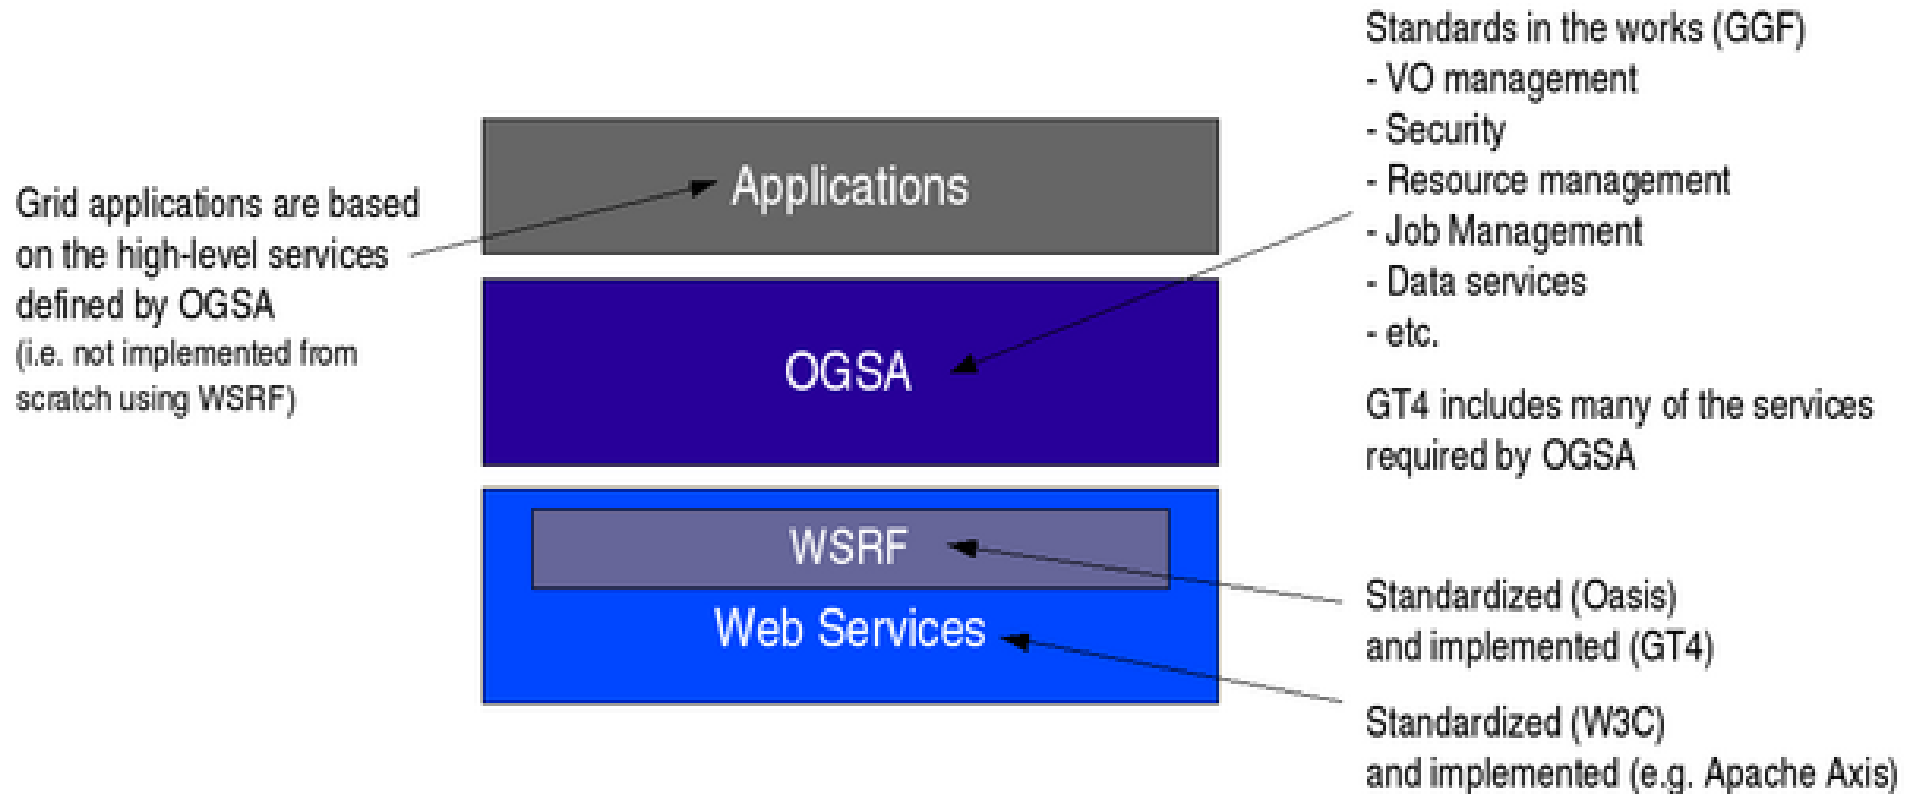 Grid applications are based
on the high-level services
defined by OGSA
(i.e. not implemented from
scratch using WSRF)
Applications
OGSA
WSRF
Web Services
Standards in the works (GGF)
- VO management
- Security
- Resource management
- Job Management
- Data services
- etc.
GT4 includes many of the services
required by OGSA
Standardized (Oasis)
and implemented (GT4)
Standardized (W3C)
and implemented (e.g. Apache Axis)